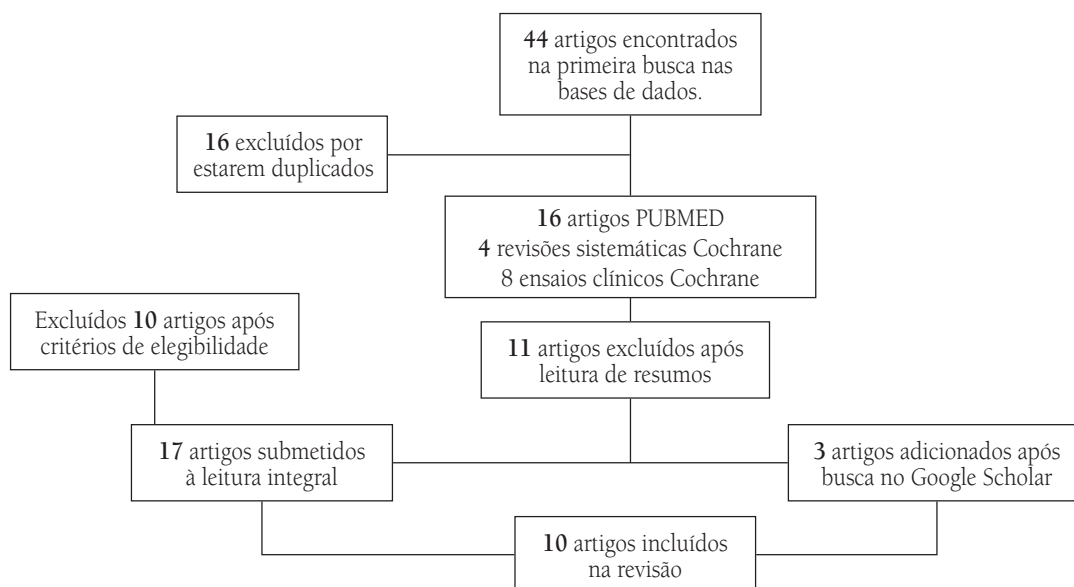 44 artigos encontrados
na primeira busca nas
bases de dados.
16 excluídos por
estarem duplicados
16 artigos PUBMED
4 revisões sistemáticas Cochrane
8 ensaios clínicos Cochrane
Excluídos 10 artigos após
critérios de elegibilidade
11 artigos excluídos após
leitura de resumos
17 artigos submetidos
à leitura integral
3 artigos adicionados após
busca no Google Scholar
10 artigos incluídos
na revisão